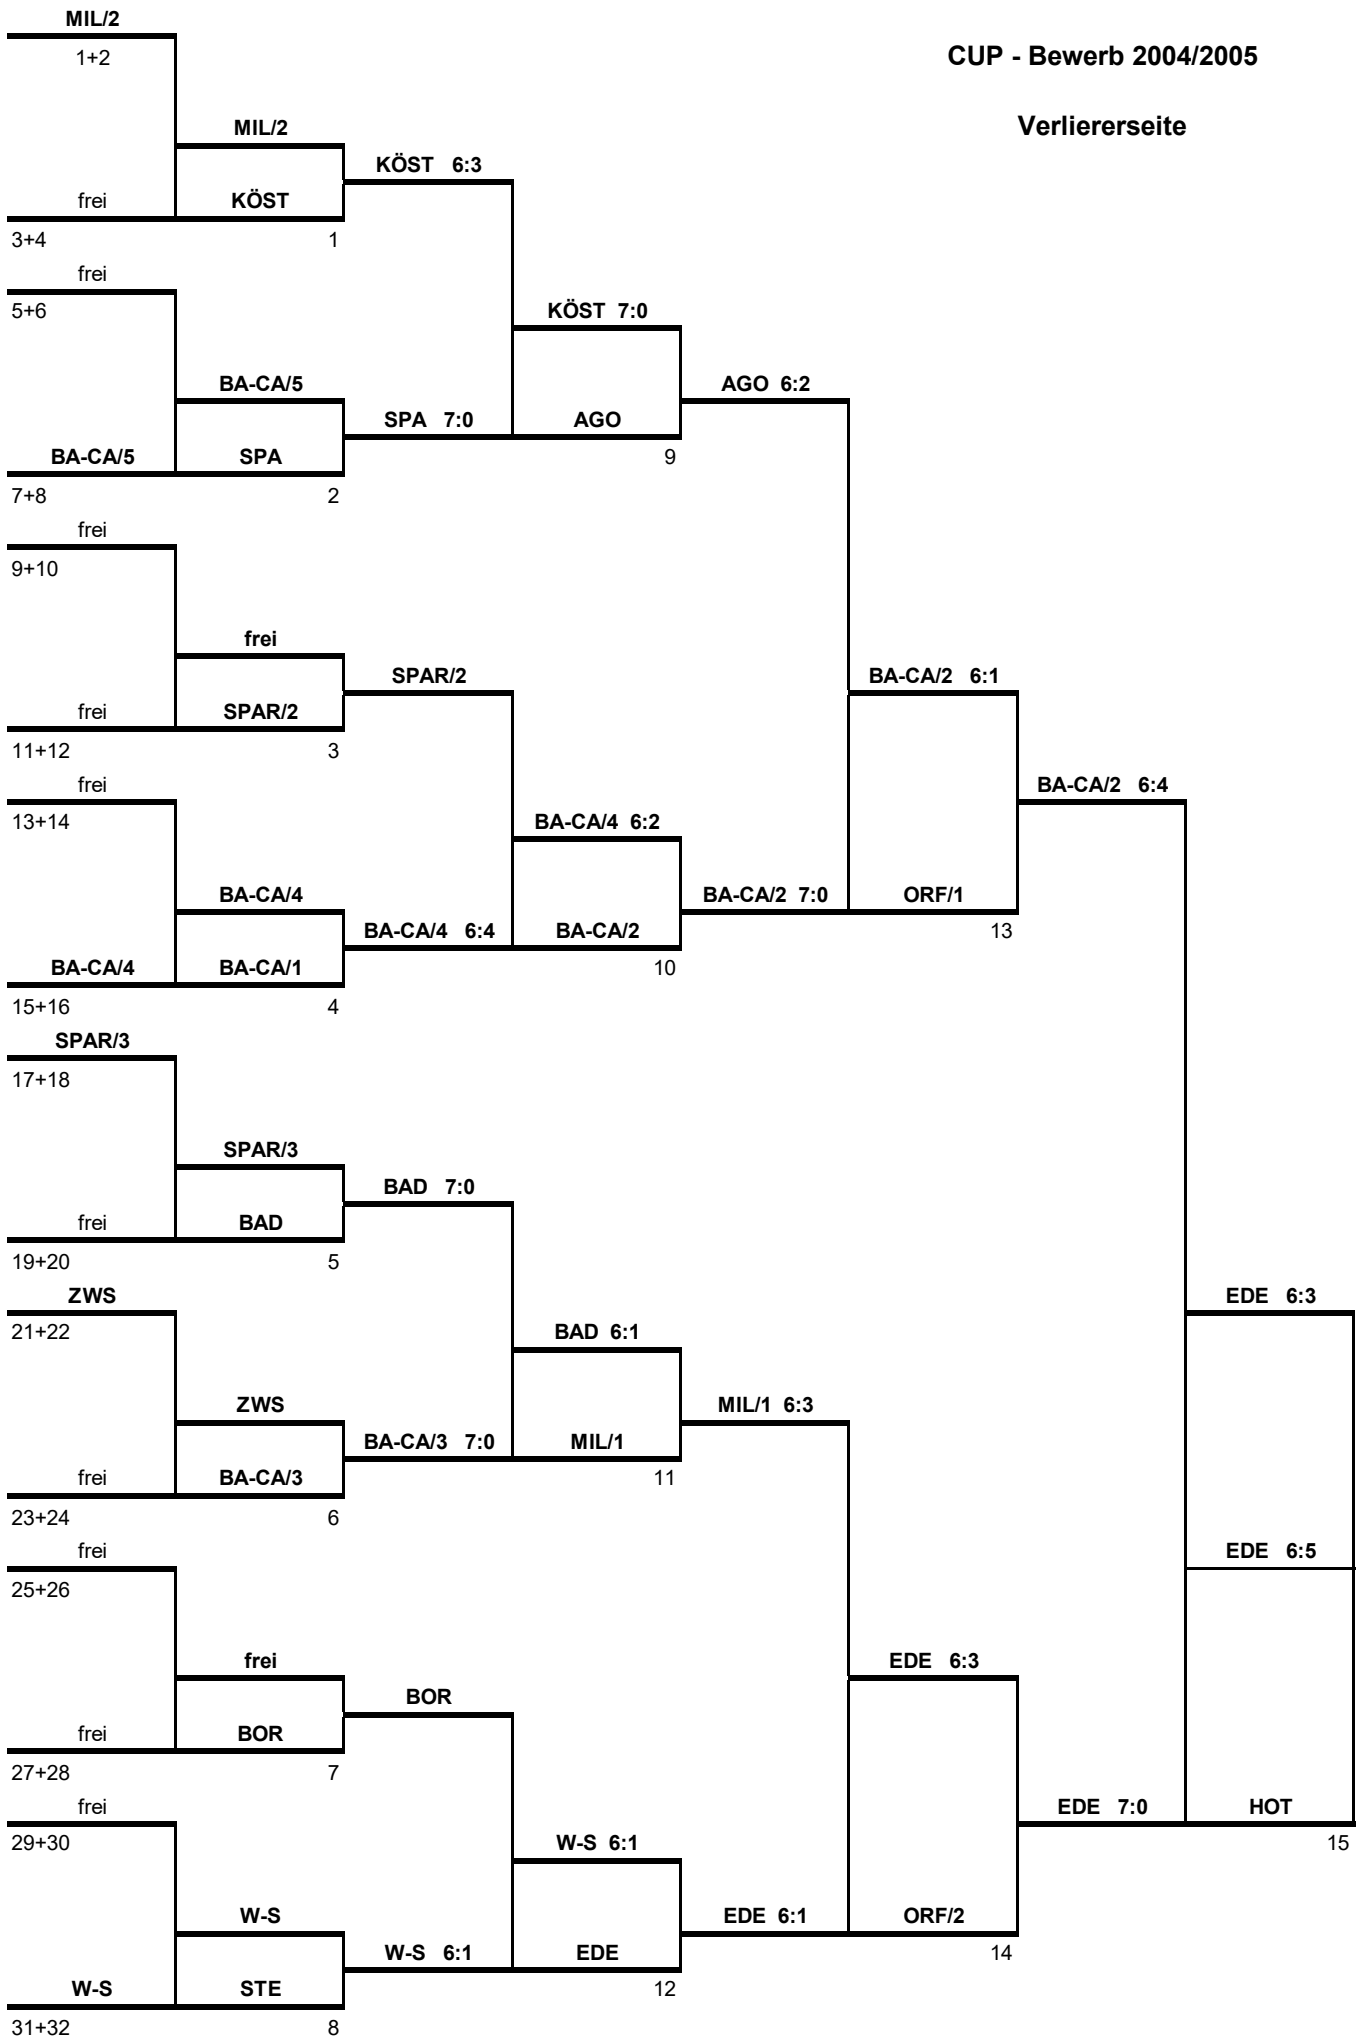 MIL/2
1+2
CUP - Bewerb 2004/2005
MIL/2
Verliererseite
KÖST 6:3
frei
KÖST
3+4
1
frei
5+6
KÖST 7:0
BA-CA/5
AGO 6:2
SPA 7:0
AGO
BA-CA/5
SPA
9
7+8
2
frei
9+10
frei
SPAR/2
BA-CA/2 6:1
frei
SPAR/2
11+12
3
frei
BA-CA/2 6:4
13+14
BA-CA/4 6:2
BA-CA/4
BA-CA/2 7:0
ORF/1
BA-CA/4 6:4
BA-CA/2
13
BA-CA/4
BA-CA/1
10
15+16
4
SPAR/3
17+18
SPAR/3
BAD 7:0
frei
BAD
19+20
5
ZWS
EDE 6:3
21+22
BAD 6:1
ZWS
MIL/1 6:3
BA-CA/3 7:0
MIL/1
frei
BA-CA/3
11
23+24
6
frei
EDE 6:5
25+26
frei
EDE 6:3
BOR
frei
BOR
27+28
7
frei
EDE 7:0
HOT
29+30
W-S 6:1
15
W-S
EDE 6:1
ORF/2
W-S 6:1
EDE
14
W-S
STE
12
31+32
8